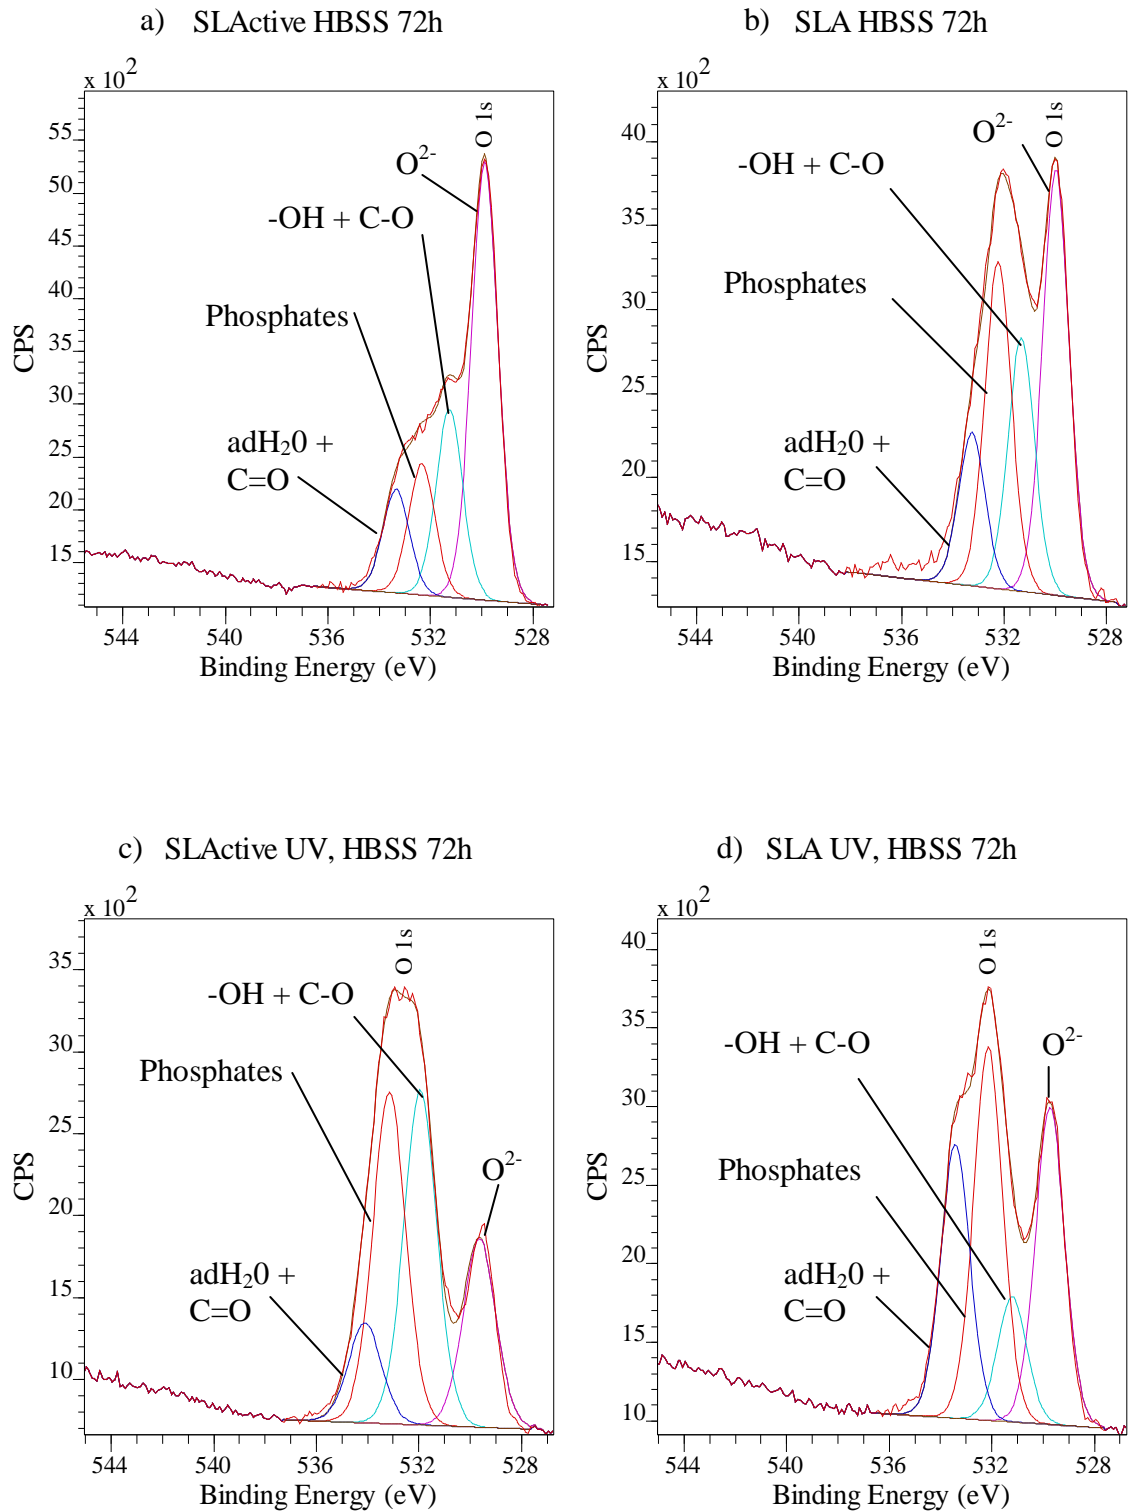 a) SLActive HBSS 72h
x 10²
O 1s
O²⁻
-OH + C-O
Phosphates
adH₂0 +
C=O
CPS
55
50
45
40
35
30
25
20
15
544 540 536 532 528
Binding Energy (eV)
b) SLA HBSS 72h
x 10²
O 1s
O²⁻
-OH + C-O
Phosphates
adH₂0 +
C=O
CPS
40
35
30
25
20
15
544 540 536 532 528
Binding Energy (eV)
c) SLActive UV, HBSS 72h
x 10²
O 1s
-OH + C-O
Phosphates
O²⁻
adH₂0 +
C=O
CPS
35
30
25
20
15
10
544 540 536 532 528
Binding Energy (eV)
d) SLA UV, HBSS 72h
x 10²
O 1s
-OH + C-O
O²⁻
Phosphates
adH₂0 +
C=O
CPS
40
35
30
25
20
15
10
544 540 536 532 528
Binding Energy (eV)